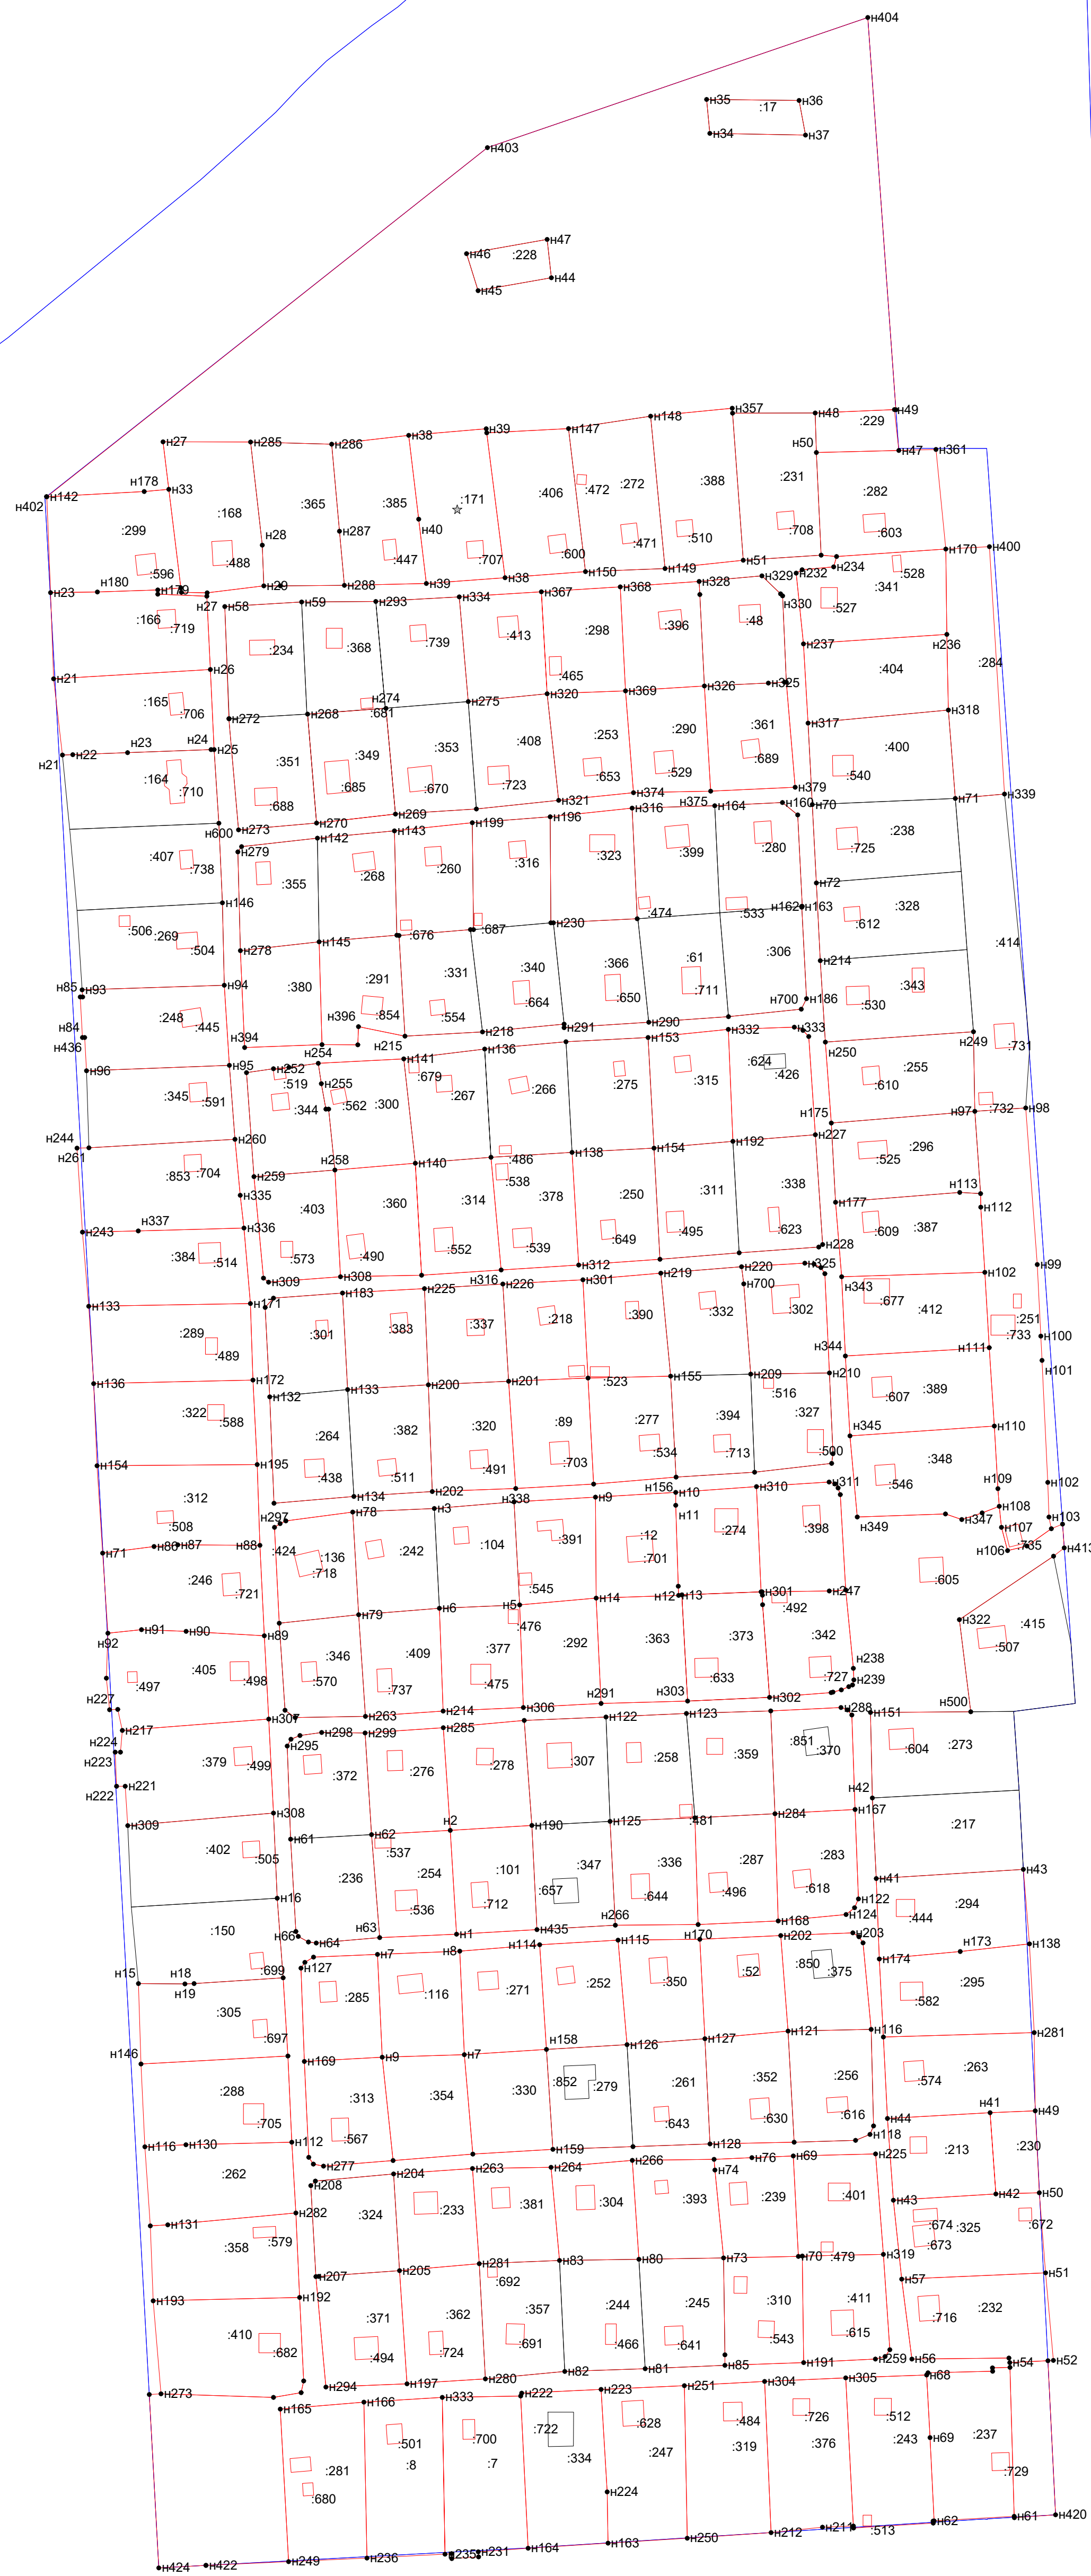 н404
н35
н36
:17
н34
н37
н403
н47
н46
:228
н44
н45
н357
н49
н148
н48
:229
н39
н147
н38
н27
н285
н286
н50
н47
н361
:231
:388
:272
:406
:472
:171
:385
:365
:282
н178
н33
н142
н402
:168
:299
н40
:603
:708
:510
:471
н287
н28
:600
:707
:447
:488
н170
н400
н51
:596
н234
:528
н149
н150
н329
н232
н180
н179
н29
н288
н39
н38
н23
н368
н328
:341
н367
н334
н27
н58
н59
н293
н330
:527
:166
:719
:48
:396
:413
:298
:739
:368
:234
н236
н237
:404
:284
:465
н26
н21
н326
н325
н369
н320
н274
:165
н275
:681
н268
:706
н272
н318
н317
:361
:290
:253
:408
н24
:353
:349
:351
н23
н25
н22
н21
:400
:689
:529
:653
:540
:723
:670
:685
:164
:710
:688
н379
н339
н374
н71
н321
н375
н160
н70
н164
н316
н269
н270
н199
н196
н600
н273
н143
н142
:238
н279
:725
:280
:399
:323
:316
:407
:260
:268
:738
:355
н72
н146
:328
н162
н163
:474
:533
:612
:506
:676
:687
н230
:269
:504
н145
н278
:414
:306
н214
:61
:366
:340
:331
:291
н94
:380
н85
н93
:343
:711
:650
:664
н700
н186
:530
:854
:554
:248
:445
н84
н436
н396
н218
н291
н290
н332
н333
н249
н250
:731
н394
н215
н153
н254
н136
н141
н95
н96
н252
:624
:426
:255
:679
:519
:610
:315
:275
:266
:267
н255
:345
:591
:344
:562
:300
н97
:732
н98
н175
н227
н192
н154
н138
н260
н244
:296
н261
:486
н140
:525
:853
:704
н258
н259
:538
:338
:311
:250
:378
:314
:360
н335
н113
н177
:403
н112
:609
:387
:623
:495
:649
:539
:552
:490
:573
н337
н336
н243
:384
:514
н228
н99
н325
н312
н220
н102
н219
н309
н308
н316
н343
н183
н225
н226
н301
н700
н171
н133
:677
:251
:412
:302
:332
:390
:218
:337
:383
:301
:289
:733
н100
н111
н344
:489
н101
н172
н136
н155
н209
н210
:523
н201
н200
н133
н132
:607
:389
:516
:322
:588
:394
:277
:89
:320
:382
:264
:327
н110
н345
:534
:713
:500
:703
:491
:511
:438
:348
н195
н154
:546
н109
н102
:312
н310
н311
н156
н10
н134
н202
н338
н9
н108
н349
н347
н103
н107
н78
н3
н297
:508
н11
:274
:398
:391
:12
:104
:242
:735
н106
н413
н86
н87
н88
н71
:424
:136
:701
:718
:605
:246
:721
:545
н301
н247
н12
н13
н14
:492
н5
н6
н79
:476
н322
:415
н92
н91
н90
н89
:507
:342
:373
:363
:292
:377
:409
:346
:405
:497
:498
н238
:727
:633
:475
:737
:570
н239
н227
н302
н303
н291
н306
н214
н500
н307
н263
н288
н151
н123
н122
н285
н217
н298
н299
н224
н295
:851
:370
:604
:273
:359
:258
:307
:278
:276
:372
:379
:499
н223
н222
н221
н42
н167
н308
н284
:481
н125
н190
н2
н62
н61
н309
:217
:402
:505
:537
:347
:336
:287
:283
:101
:254
:236
н43
н41
:618
:496
:644
:657
:712
:536
н16
н122
:294
:444
н124
н168
н266
н435
:150
н66
н64
н63
н1
н202
н203
н138
н115
н170
н114
н173
н174
н7
н8
:699
н127
:850
:375
:52
:350
:252
:271
:116
:285
:295
н15
н18
н19
:582
:305
н116
н281
:697
н121
н127
н126
н158
н7
н9
н169
н146
:263
:574
:852
:279
:261
:352
:256
:330
:354
:313
:288
н41
н49
н44
:705
:643
:630
:616
:567
н118
н128
н159
н116
н130
н112
н225
:213
:230
н69
н76
н266
н264
н263
н204
н277
:262
н74
н208
:401
н43
н42
н50
:239
:393
:304
:381
:233
:324
н282
:674
:325
:672
н131
:579
:673
:358
:479
н319
н70
н73
н80
н83
н281
н205
н207
н51
н57
:692
н192
н193
:232
:716
:411
:310
:245
:244
:357
:362
:371
:410
:682
:615
:543
:641
:466
:691
:724
:494
н259
н56
н54
н52
н191
н85
н81
н82
н280
н197
н294
н68
н305
н304
н251
н223
н222
н333
н166
н165
н273
:512
:726
:484
:628
:722
:700
:501
:237
:243
н69
:376
:319
:247
:334
:7
:8
:281
:729
:680
н224
н420
н61
н62
:513
н211
н212
н250
н163
н164
н231
н235
н236
н249
н422
н424